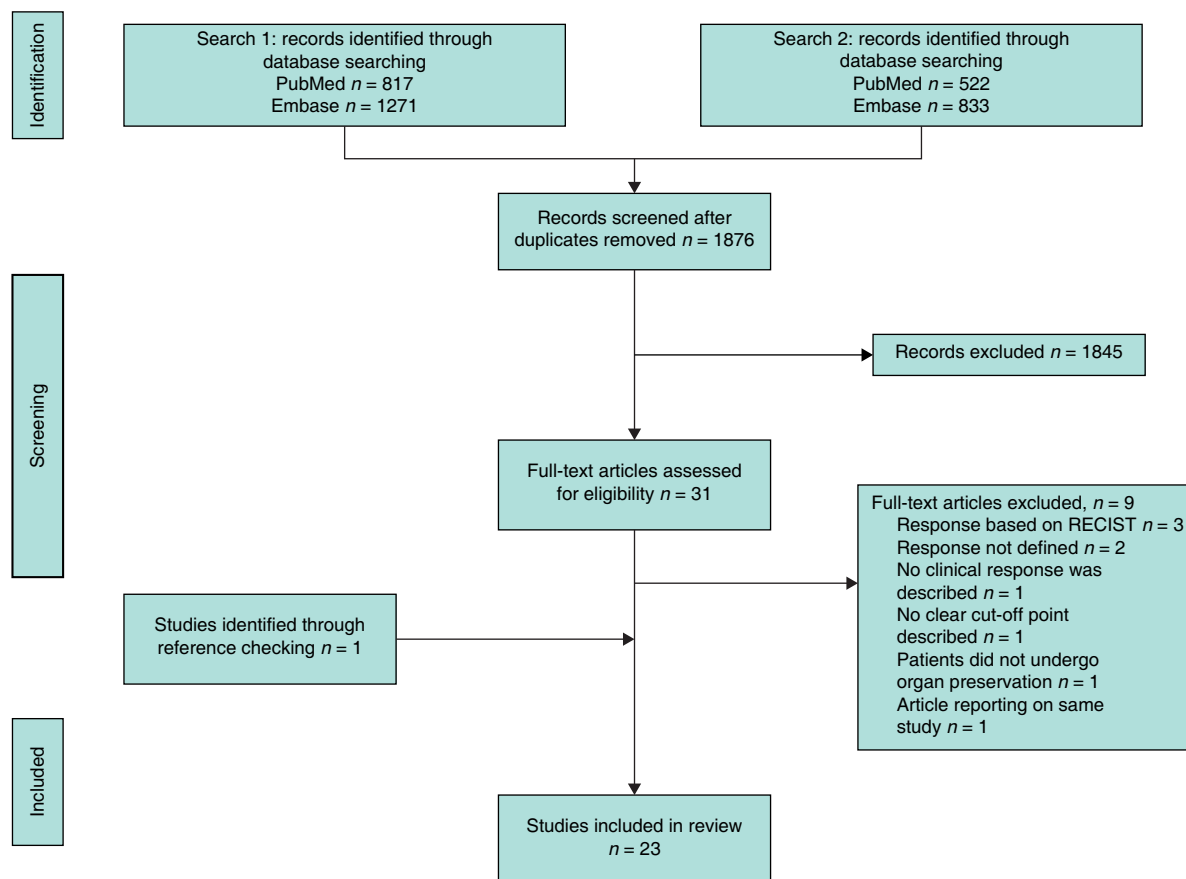 Identification
Search 1: records identified through
database searching
PubMed n = 817
Embase n = 1271
Search 2: records identified through
database searching
PubMed n = 522
Embase n = 833
Records screened after
duplicates removed n = 1876
Screening
Records excluded n = 1845
Full-text articles assessed
for eligibility n = 31
Full-text articles excluded, n = 9
Response based on RECIST n = 3
Response not defined n = 2
No clinical response was
described n = 1
No clear cut-off point
described n = 1
Patients did not undergo
organ preservation n = 1
Article reporting on same
study n = 1
Studies identified through
reference checking n = 1
Included
Studies included in review
n = 23